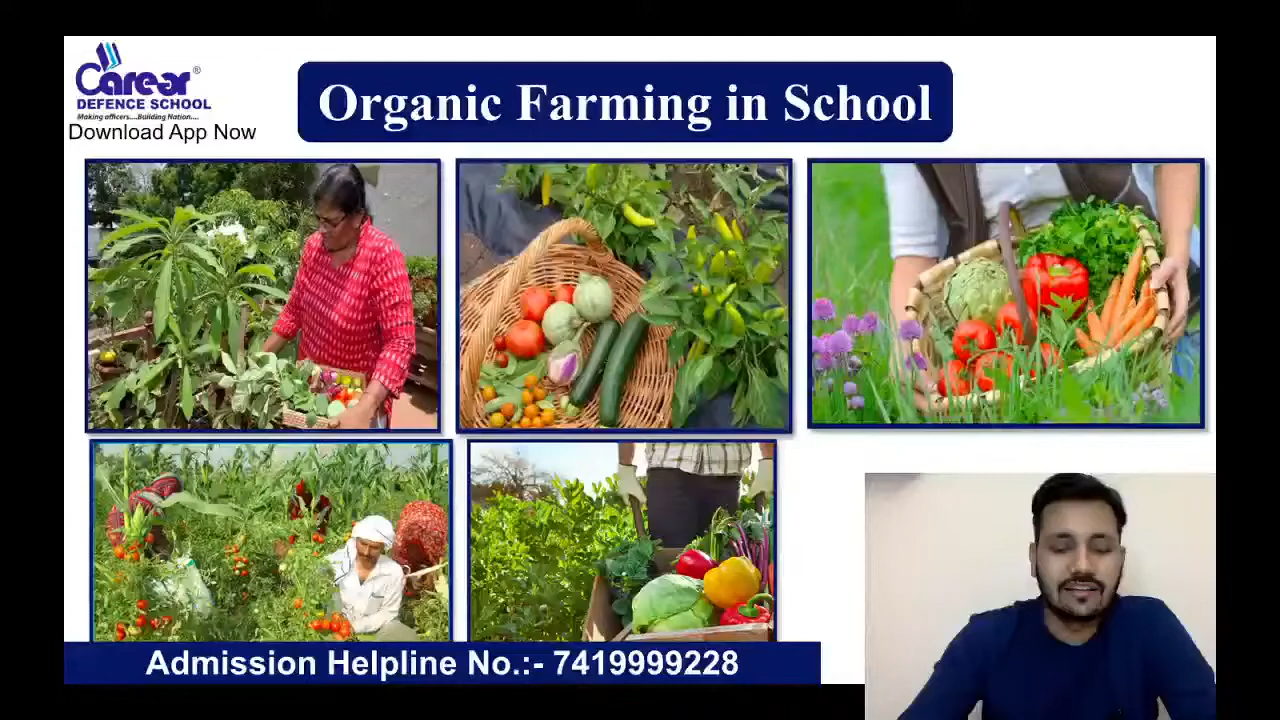 Career®
DEFENCE SCHOOL
Making officers....Building Nation....
Download App Now
Organic Farming in School
Admission Helpline No.:- 7419999228